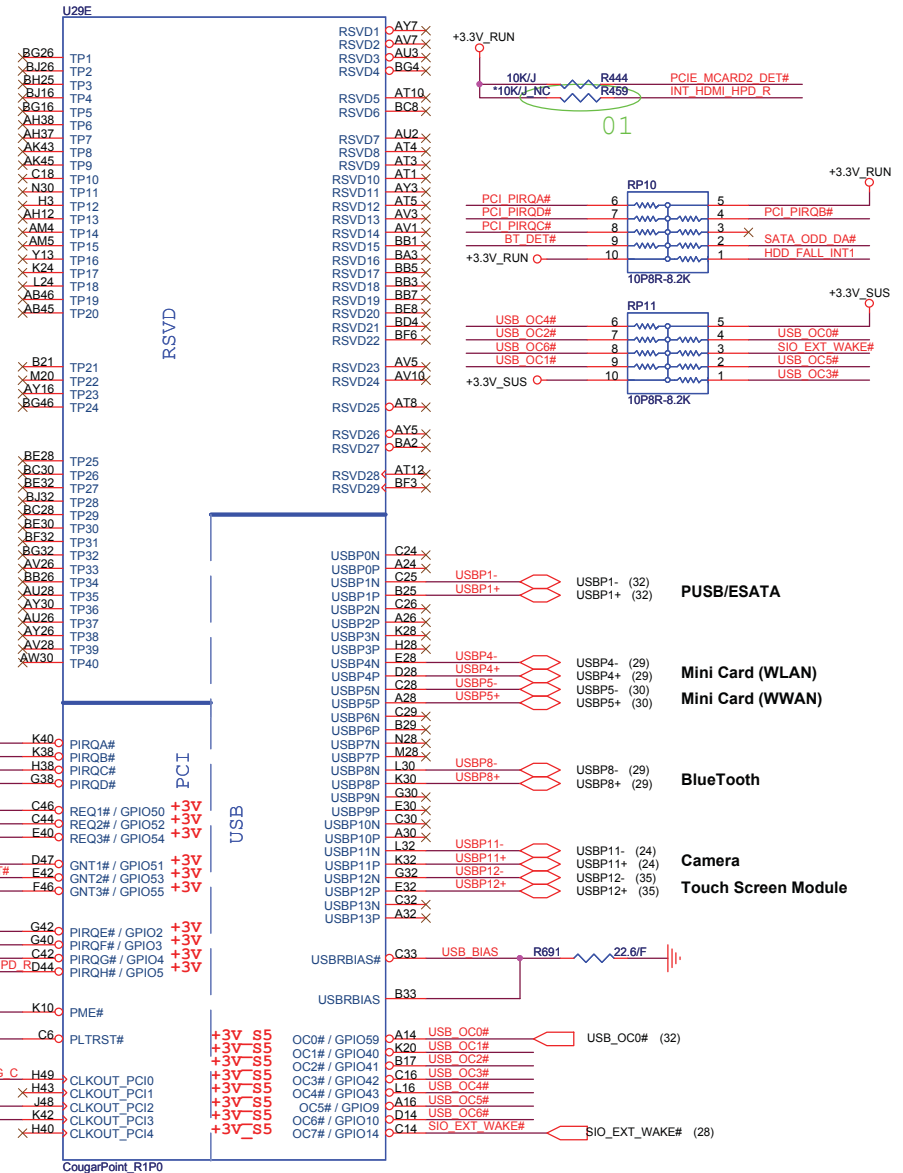 U29E
BG26 TP1
BJ26 TP2
BH25 TP3
BJ16 TP4
BG16 TP5
AH38 TP6
AH37 TP7
AK43 TP8
AK45 TP9
C18 TP10
N30 TP11
H3 TP12
AH12 TP13
AM4 TP14
AM5 TP15
Y13 TP16
K24 TP17
L24 TP18
AB46 TP19
AB45 TP20
B21 TP21
M20 TP22
AY16 TP23
BG46 TP24
BE28 TP25
BC30 TP26
BE32 TP27
BJ32 TP28
BC28 TP29
BE30 TP30
BF32 TP31
BG32 TP32
AV26 TP33
BB26 TP34
AU28 TP35
AY30 TP36
AU26 TP37
AY26 TP38
AV28 TP39
AW30 TP40
RSVD
RSVD1 AY7
RSVD2 AV7
RSVD3 AU3
RSVD4 BG4
RSVD5 AT10
RSVD6 BC8
RSVD7 AU2
RSVD8 AT4
RSVD9 AT3
RSVD10 AT1
RSVD11 AY3
RSVD12 AT5
RSVD13 AV3
RSVD14 AV1
RSVD15 BB1
RSVD16 BA3
RSVD17 BB5
RSVD18 BB3
RSVD19 BB7
RSVD20 BE8
RSVD21 BD4
RSVD22 BF6
RSVD23 AV5
RSVD24 AV10
RSVD25 AT8
RSVD26 AY5
RSVD27 BA2
RSVD28 AT12
RSVD29 BF3
+3.3V_RUN
10K/J R444 PCIE_MCARD2_DET#
*10K/J_NC R459 INT_HDMI_HPD_R
01
RP10 +3.3V_RUN
PCI_PIRQA# 6 5
PCI_PIRQD# 7 4 PCI_PIRQB#
PCI_PIRQC# 8 3
BT_DET# 9 2 SATA_ODD_DA#
+3.3V_RUN 10 1 HDD_FALL_INT1
10P8R-8.2K
RP11 +3.3V_SUS
USB_OC4# 6 5
USB_OC2# 7 4 USB_OC0#
USB_OC6# 8 3 SIO_EXT_WAKE#
USB_OC1# 9 2 USB_OC5#
+3.3V_SUS 10 1 USB_OC3#
10P8R-8.2K
USBP0N C24
USBP0P A24
USBP1N C25 USBP1- USBP1- (32)
USBP1P B25 USBP1+ USBP1+ (32)
PUSB/ESATA
USBP2N C26
USBP2P A26
USBP3N K28
USBP3P H28
USBP4N E28 USBP4- USBP4- (29)
USBP4P D28 USBP4+ USBP4+ (29)
Mini Card (WLAN)
USBP5N C28 USBP5- USBP5- (30)
USBP5P A28 USBP5+ USBP5+ (30)
Mini Card (WWAN)
USBP6N C29
USBP6P B29
USBP7N N28
USBP7P M28
USBP8N L30 USBP8- USBP8- (29)
USBP8P K30 USBP8+ USBP8+ (29)
BlueTooth
USBP9N G30
USBP9P E30
USBP10N C30
USBP10P A30
USBP11N L32 USBP11- USBP11- (24)
USBP11P K32 USBP11+ USBP11+ (24)
Camera
USBP12N G32 USBP12- USBP12- (35)
USBP12P E32 USBP12+ USBP12+ (35)
Touch Screen Module
USBP13N C32
USBP13P A32
USBRBIAS# C33 USB_BIAS R691 22.6/F
USBRBIAS B33
PCI
USB
K40 PIRQA#
K38 PIRQB#
H38 PIRQC#
G38 PIRQD#
C46 REQ1# / GPIO50 +3V
C44 REQ2# / GPIO52 +3V
E40 REQ3# / GPIO54 +3V
D47 GNT1# / GPIO51 +3V
T# E42 GNT2# / GPIO53 +3V
F46 GNT3# / GPIO55 +3V
G42 PIRQE# / GPIO2 +3V
G40 PIRQF# / GPIO3 +3V
C42 PIRQG# / GPIO4 +3V
PD_R D44 PIRQH# / GPIO5 +3V
K10 PME#
C6 PLTRST#
G_C H49 CLKOUT_PCI0
H43 CLKOUT_PCI1
J48 CLKOUT_PCI2
K42 CLKOUT_PCI3
H40 CLKOUT_PCI4
+3V_S5 OC0# / GPIO59 A14 USB_OC0# USB_OC0# (32)
+3V_S5 OC1# / GPIO40 K20 USB_OC1#
+3V_S5 OC2# / GPIO41 B17 USB_OC2#
+3V_S5 OC3# / GPIO42 C16 USB_OC3#
+3V_S5 OC4# / GPIO43 L16 USB_OC4#
+3V_S5 OC5# / GPIO9 A16 USB_OC5#
+3V_S5 OC6# / GPIO10 D14 USB_OC6#
+3V_S5 OC7# / GPIO14 C14 SIO_EXT_WAKE# SIO_EXT_WAKE# (28)
CougarPoint_R1P0